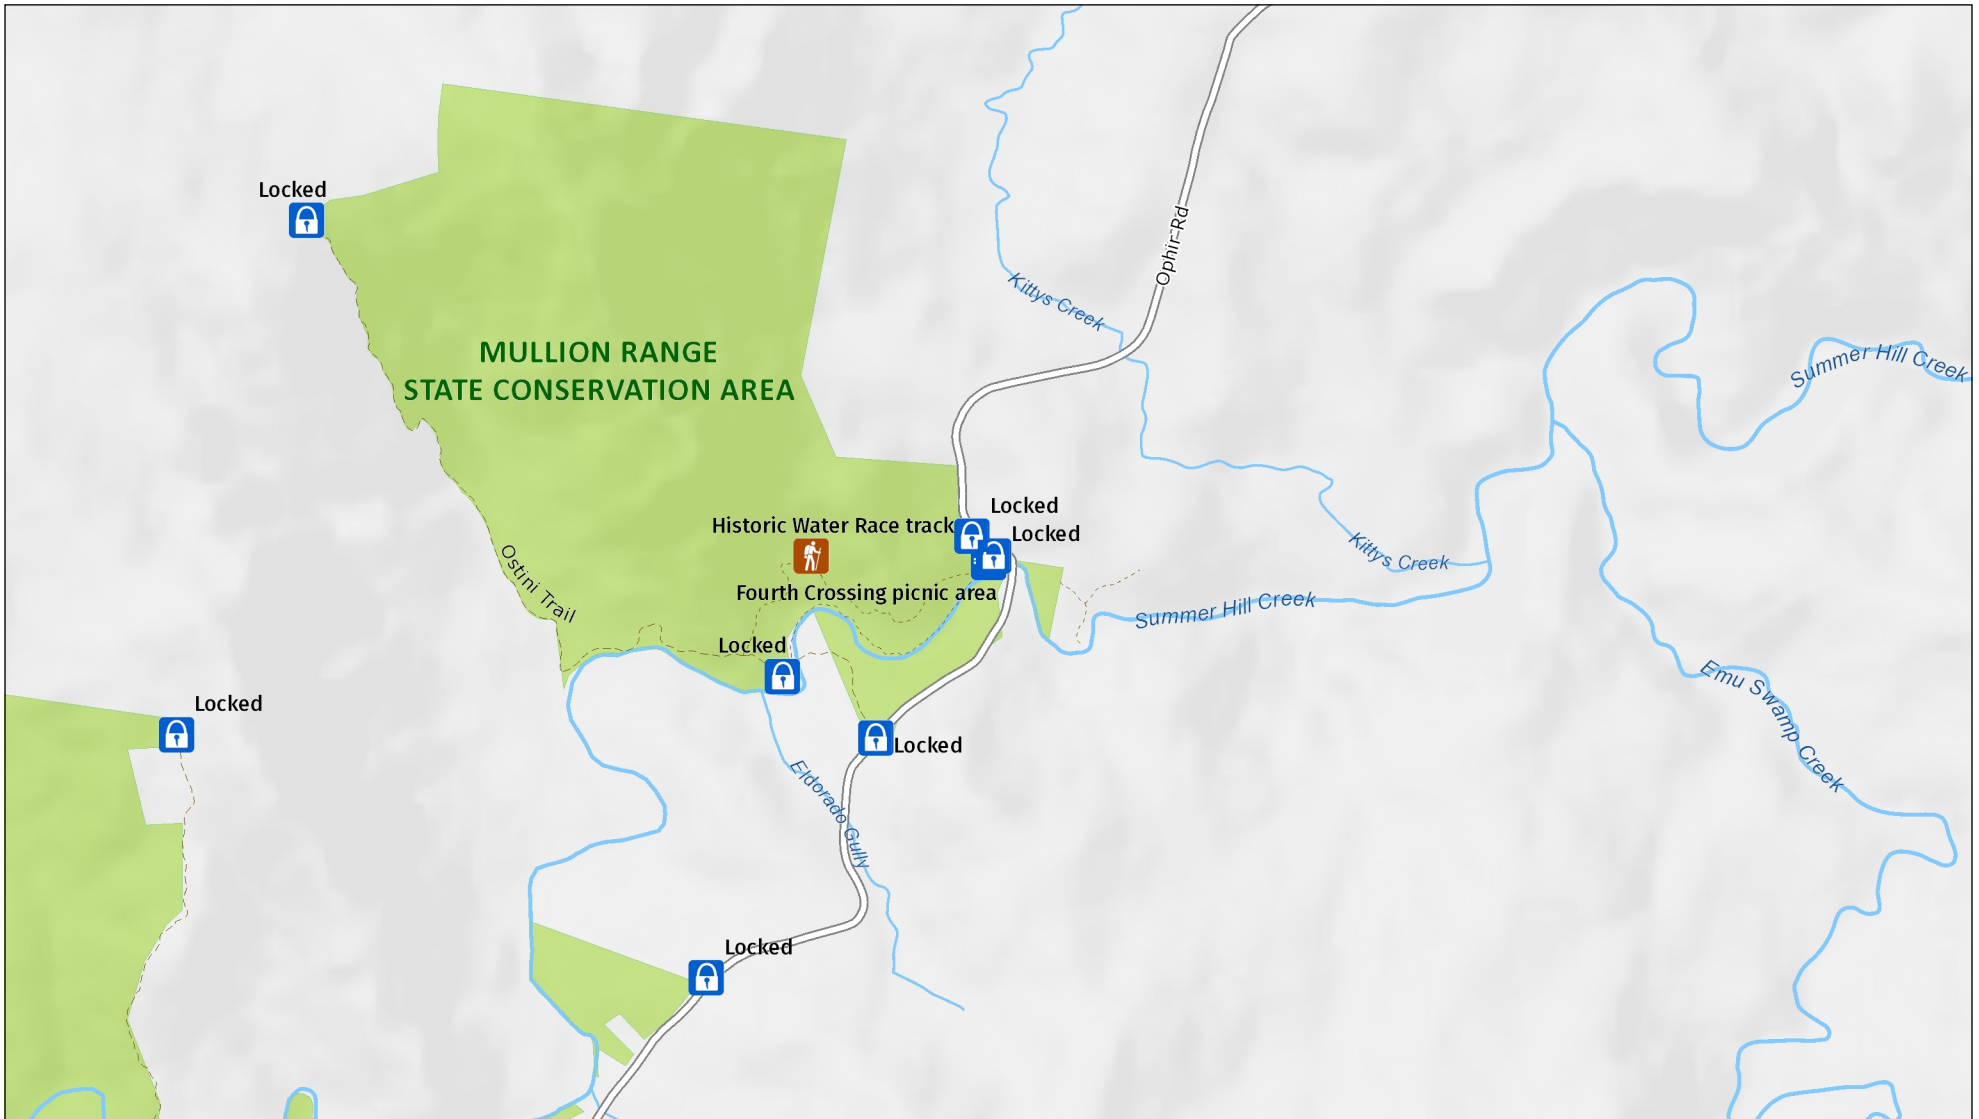 Locked
Ophir Rd
Kittys Creek
MULLION RANGE
STATE CONSERVATION AREA
Summer Hill Creek
Locked
Historic Water Race track
Locked
Kittys Creek
Ostini Trail
Fourth Crossing picnic area
Summer Hill Creek
Locked
Emu Swamp Creek
Locked
Locked
Eldorado Gully
Locked